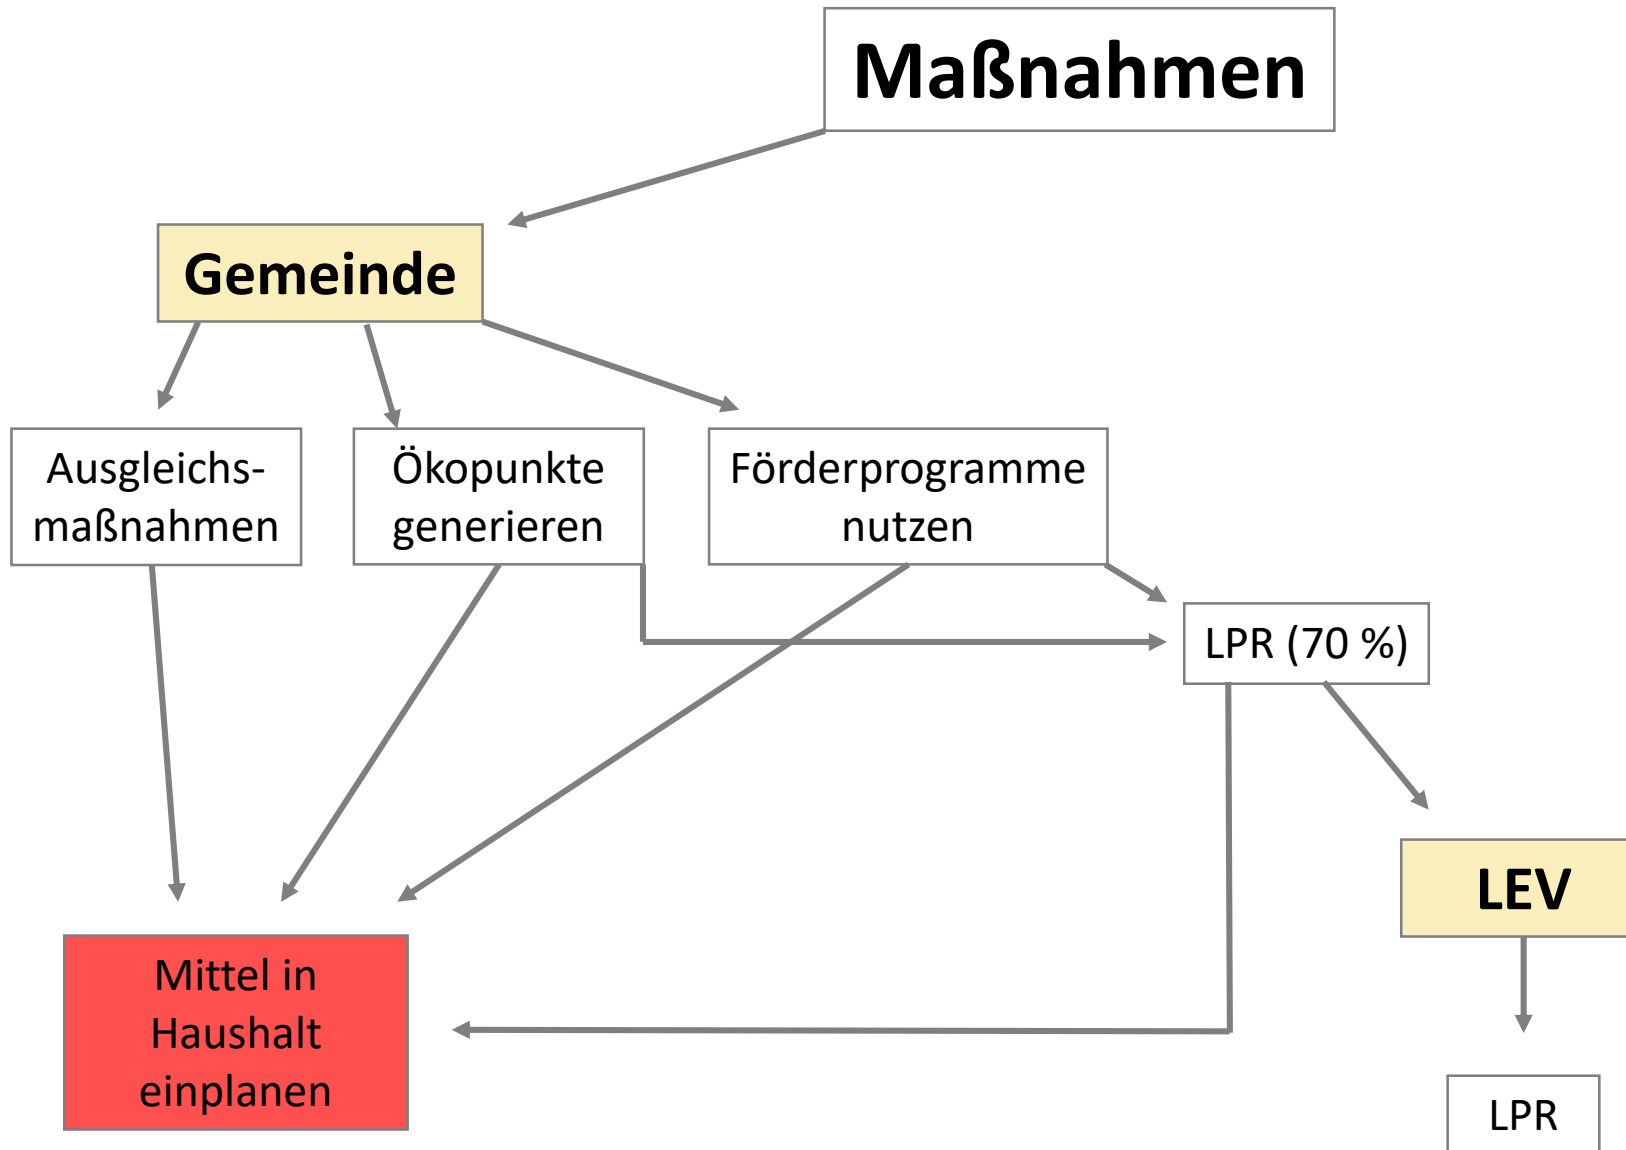 Maßnahmen
Gemeinde
Ausgleichs-
maßnahmen
Ökopunkte
generieren
Förderprogramme
nutzen
LPR (70 %)
LEV
Mittel in
Haushalt
einplanen
LPR